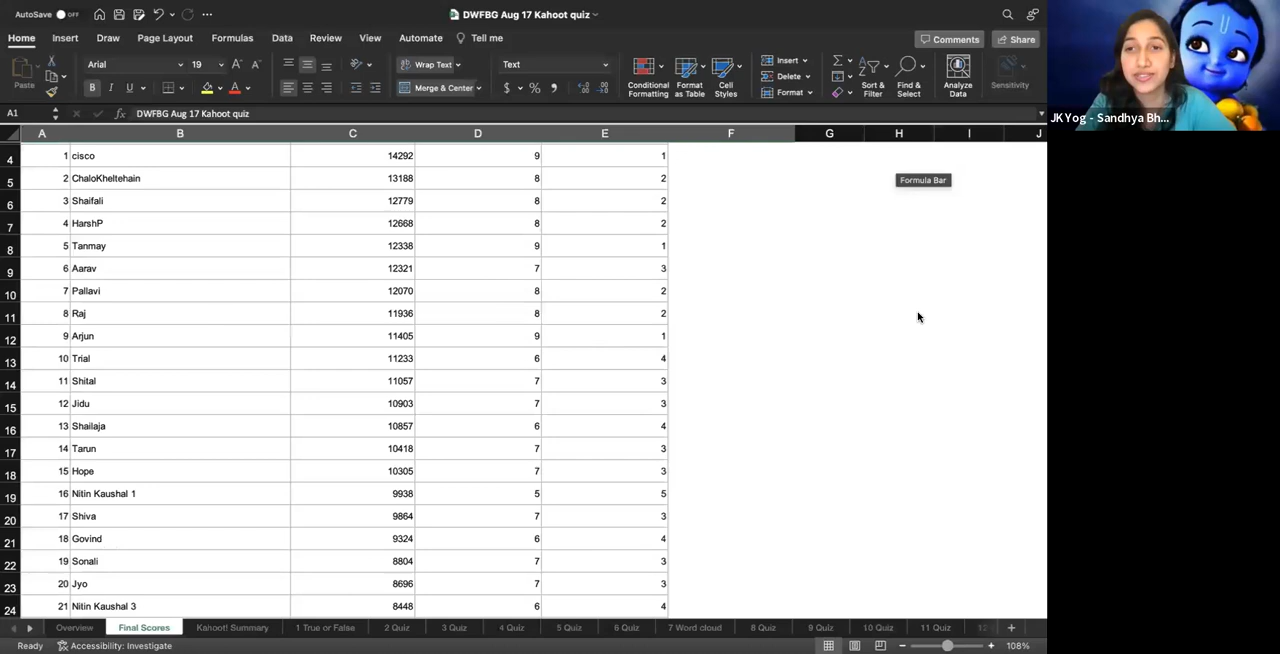 AutoSave OFF DWFBG Aug 17 Kahoot quiz
Home Insert Draw Page Layout Formulas Data Review View Automate Tell me Comments Share
Paste Arial 19 A A Wrap Text Text Insert Conditional Formatting Format as Table Cell Styles Delete Sort & Filter Find & Select Analyze Data Sensitivity
B I U A Merge & Center $ % Format
A1 fx DWFBG Aug 17 Kahoot quiz
A B C D E F G H I J
4 1 cisco 14292 9 1
5 2 ChaloKheltehain 13188 8 2
6 3 Shaifali 12779 8 2
7 4 HarshP 12668 8 2
8 5 Tanmay 12338 9 1
9 6 Aarav 12321 7 3
10 7 Pallavi 12070 8 2
11 8 Raj 11936 8 2
12 9 Arjun 11405 9 1
13 10 Trial 11233 6 4
14 11 Shital 11057 7 3
15 12 Jidu 10903 7 3
16 13 Shailaja 10857 6 4
17 14 Tarun 10418 7 3
18 15 Hope 10305 7 3
19 16 Nitin Kaushal 1 9938 5 5
20 17 Shiva 9864 7 3
21 18 Govind 9324 6 4
22 19 Sonali 8804 7 3
23 20 Jyo 8696 7 3
24 21 Nitin Kaushal 3 8448 6 4
Formula Bar
Overview Final Scores Kahoot! Summary 1 True or False 2 Quiz 3 Quiz 4 Quiz 5 Quiz 6 Quiz 7 Word cloud 8 Quiz 9 Quiz 10 Quiz 11 Quiz
Ready Accessibility: Investigate 108%
JKYog - Sandhya Bh...